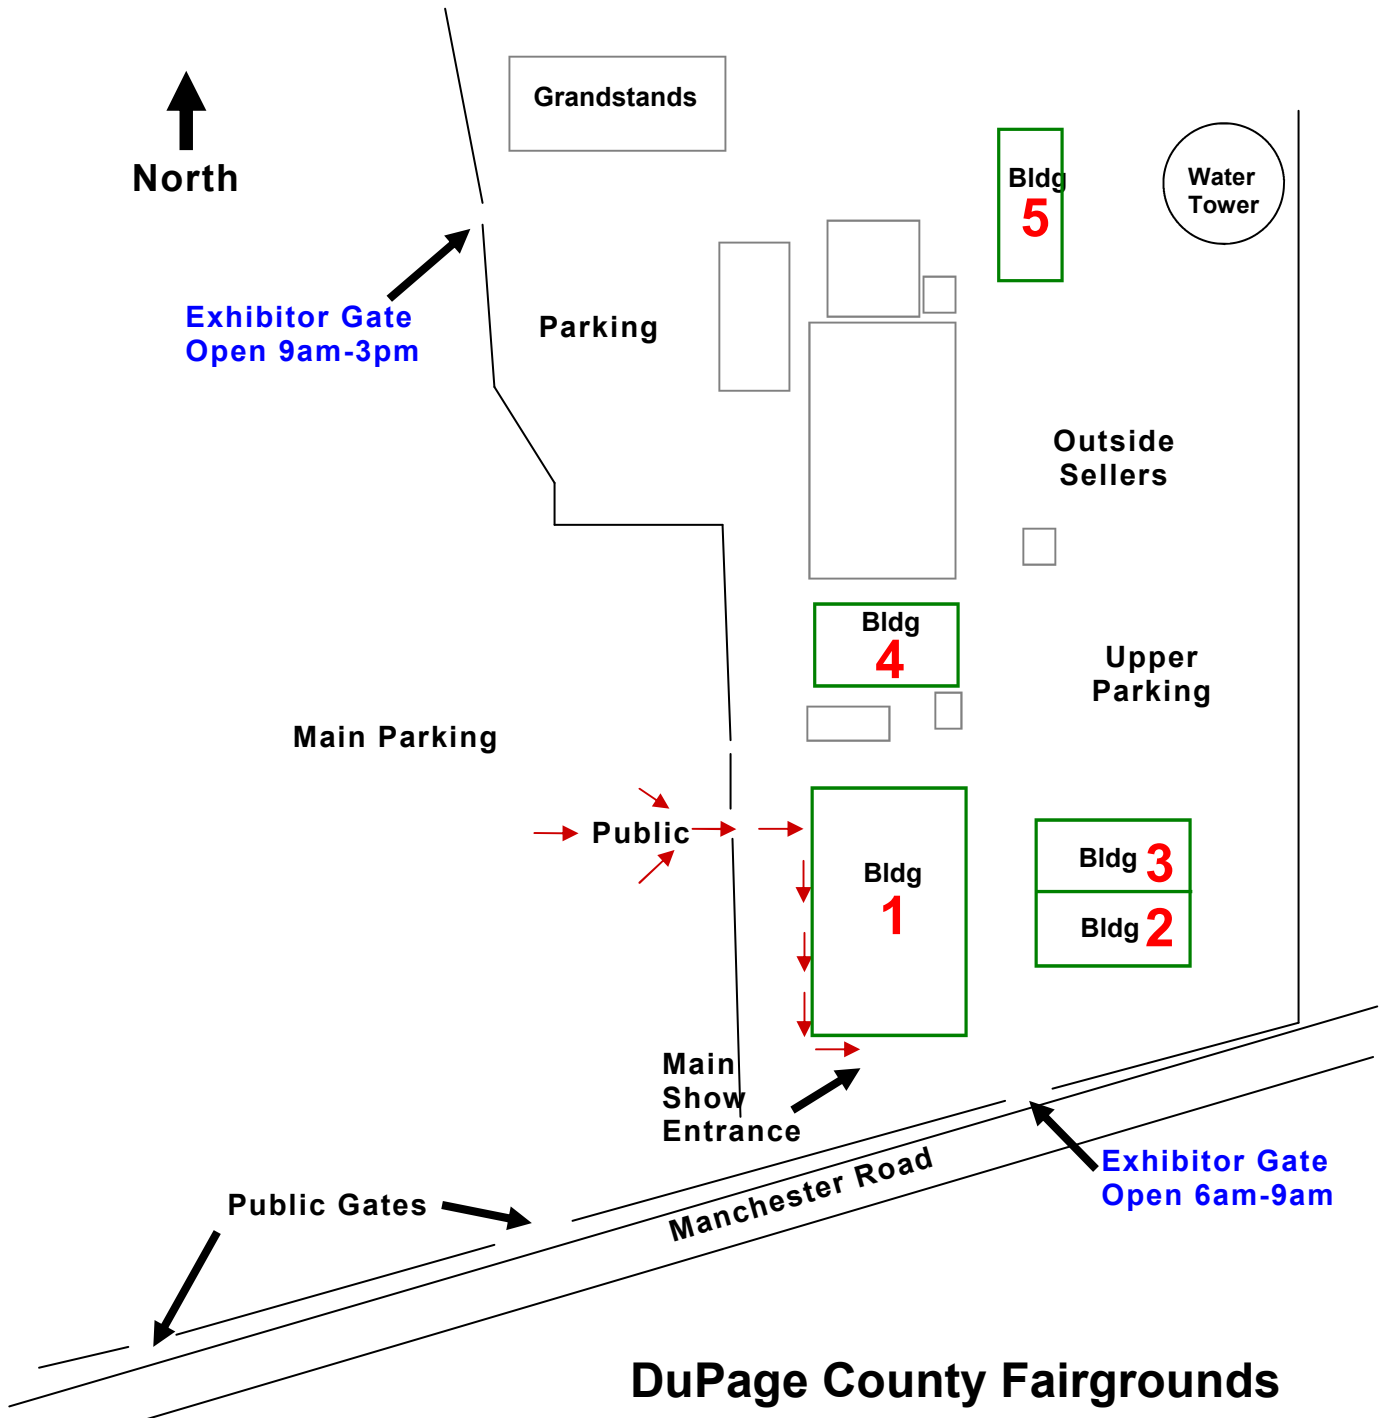 Grandstands
North
Bldg
5
Water
Tower
Exhibitor Gate
Open 9am-3pm
Parking
Outside
Sellers
Bldg
4
Upper
Parking
Main Parking
Public
Bldg
1
Bldg 3
Bldg 2
Main
Show
Entrance
Exhibitor Gate
Open 6am-9am
Public Gates
Manchester Road
DuPage County Fairgrounds